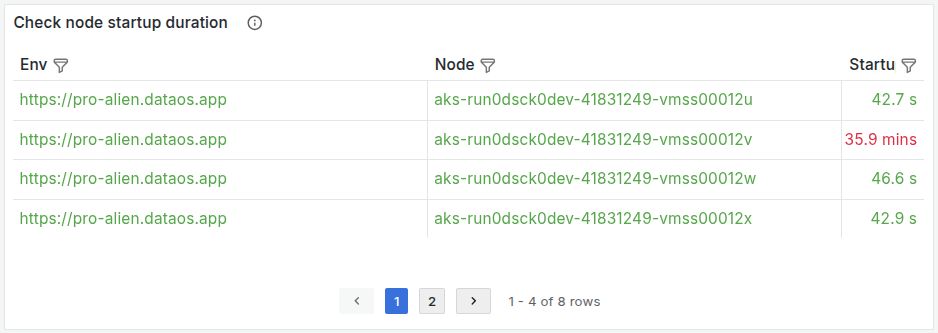 Check node startup duration
Env Node Startu
https://pro-alien.dataos.app aks-run0dsck0dev-41831249-vmss00012u 42.7 s
https://pro-alien.dataos.app aks-run0dsck0dev-41831249-vmss00012v 35.9 mins
https://pro-alien.dataos.app aks-run0dsck0dev-41831249-vmss00012w 46.6 s
https://pro-alien.dataos.app aks-run0dsck0dev-41831249-vmss00012x 42.9 s
1 2 1 - 4 of 8 rows